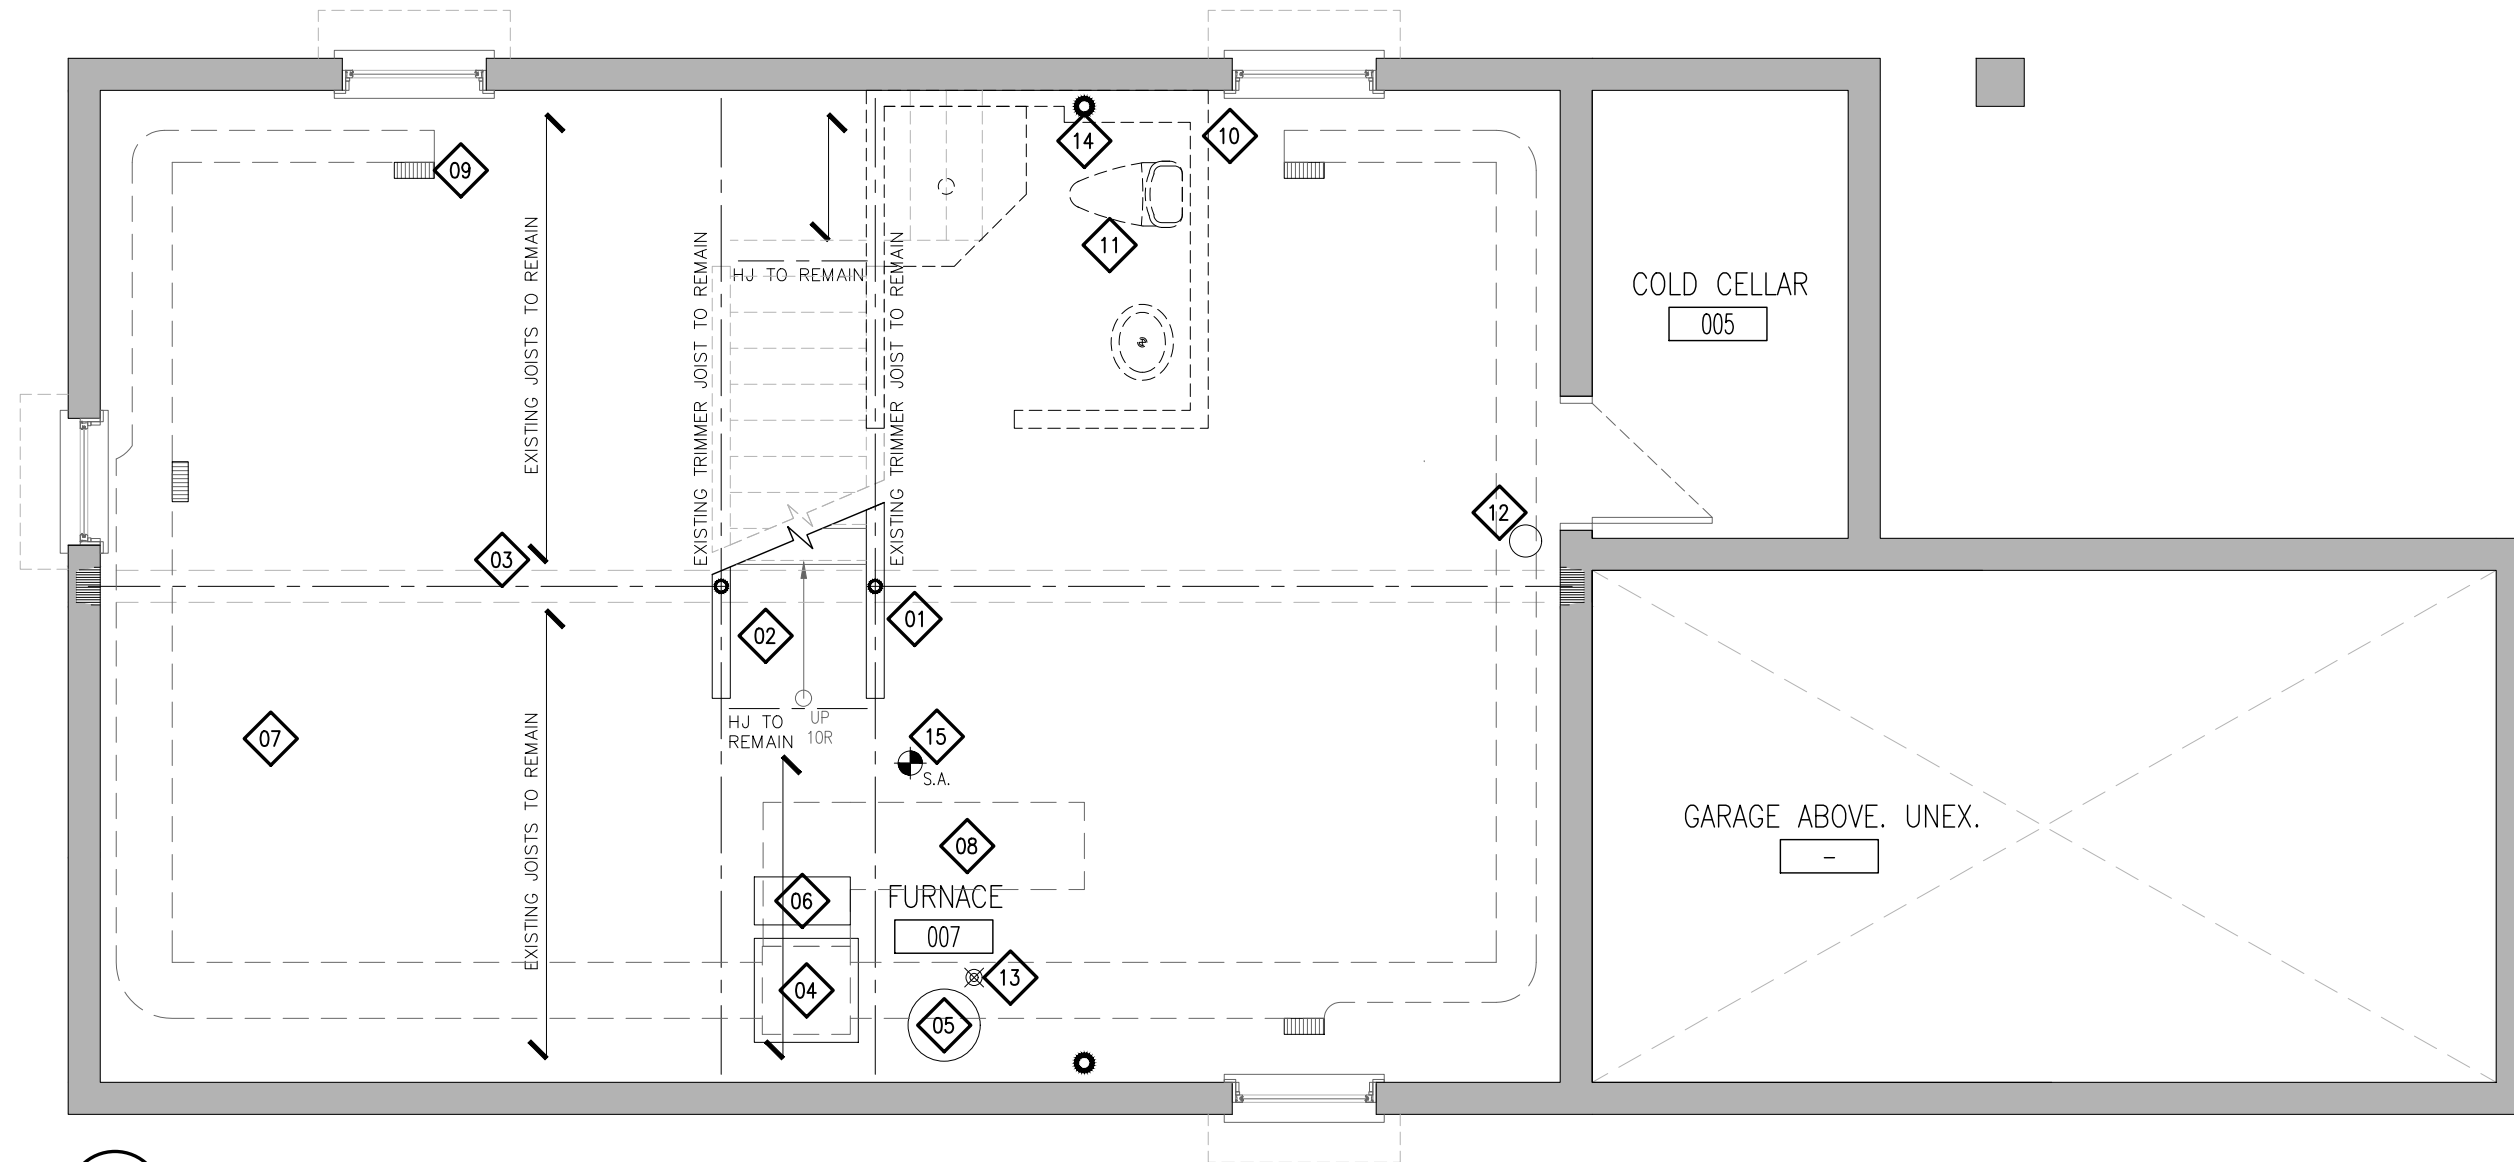 14
10
09
11
EXISTING JOISTS TO REMAIN
EXISTING TRIMMER JOIST TO REMAIN
HJ TO REMAIN
EXISTING TRIMMER JOIST TO REMAIN
COLD CELLAR
005
12
03
02
01
07
HJ TO
REMAIN
UP
10R
15
S.A.
EXISTING JOISTS TO REMAIN
08
GARAGE ABOVE. UNEX.
-
06
FURNACE
007
04
13
05